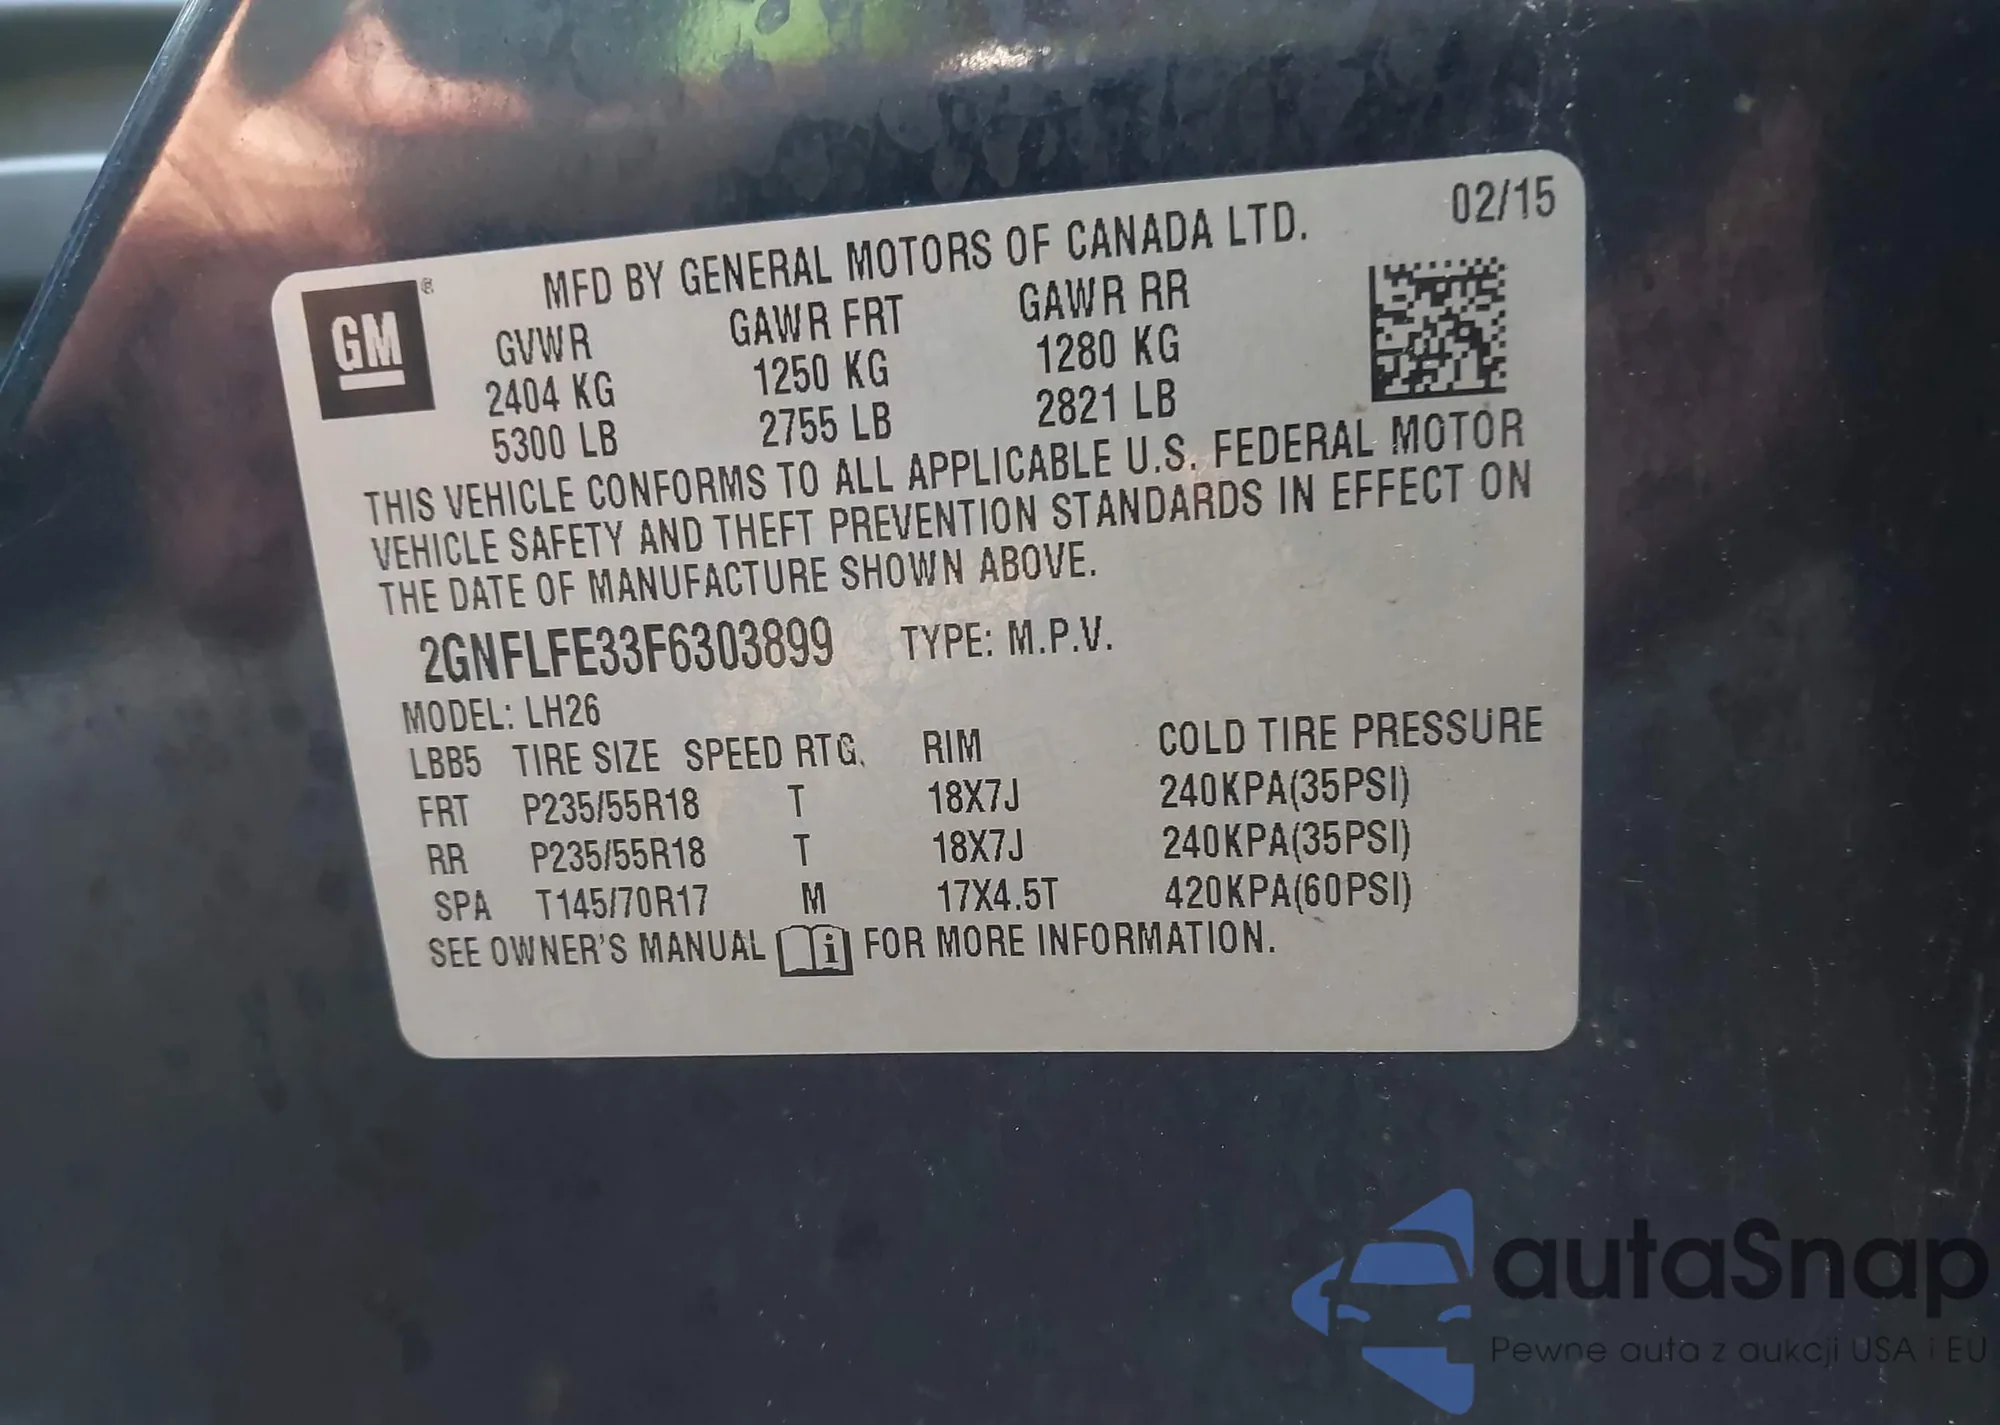 MFD BY GENERAL MOTORS OF CANADA LTD. 02/15
GM ®
GVWR GAWR FRT GAWR RR
2404 KG 1250 KG 1280 KG
5300 LB 2755 LB 2821 LB
THIS VEHICLE CONFORMS TO ALL APPLICABLE U.S. FEDERAL MOTOR
VEHICLE SAFETY AND THEFT PREVENTION STANDARDS IN EFFECT ON
THE DATE OF MANUFACTURE SHOWN ABOVE.
2GNFLFE33F6303899 TYPE: M.P.V.
MODEL: LH26
LBB5 TIRE SIZE SPEED RTG. RIM COLD TIRE PRESSURE
FRT P235/55R18 T 18X7J 240KPA(35PSI)
RR P235/55R18 T 18X7J 240KPA(35PSI)
SPA T145/70R17 M 17X4.5T 420KPA(60PSI)
SEE OWNER'S MANUAL i FOR MORE INFORMATION.
autaSnap
Pewne auta z aukcji USA i EU